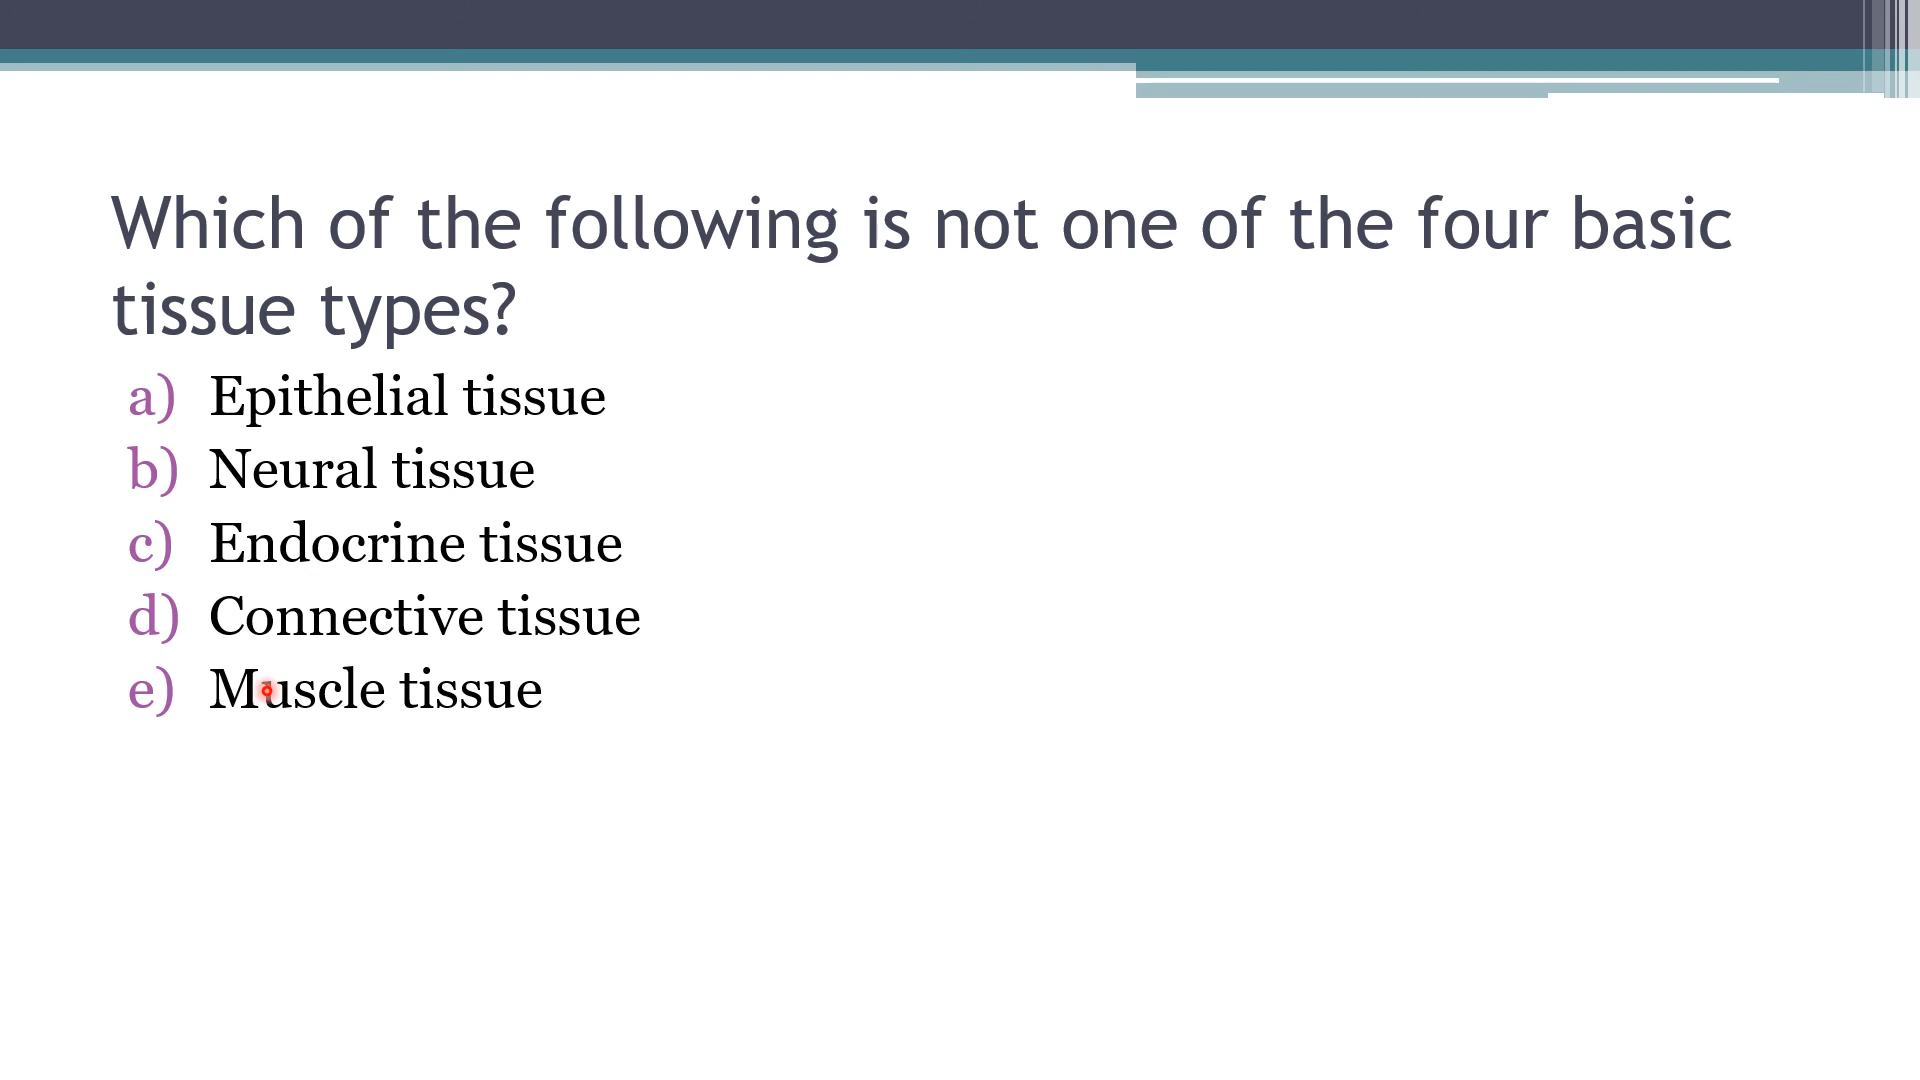 Which of the following is not one of the four basic
tissue types?
a) Epithelial tissue
b) Neural tissue
c) Endocrine tissue
d) Connective tissue
e) Muscle tissue